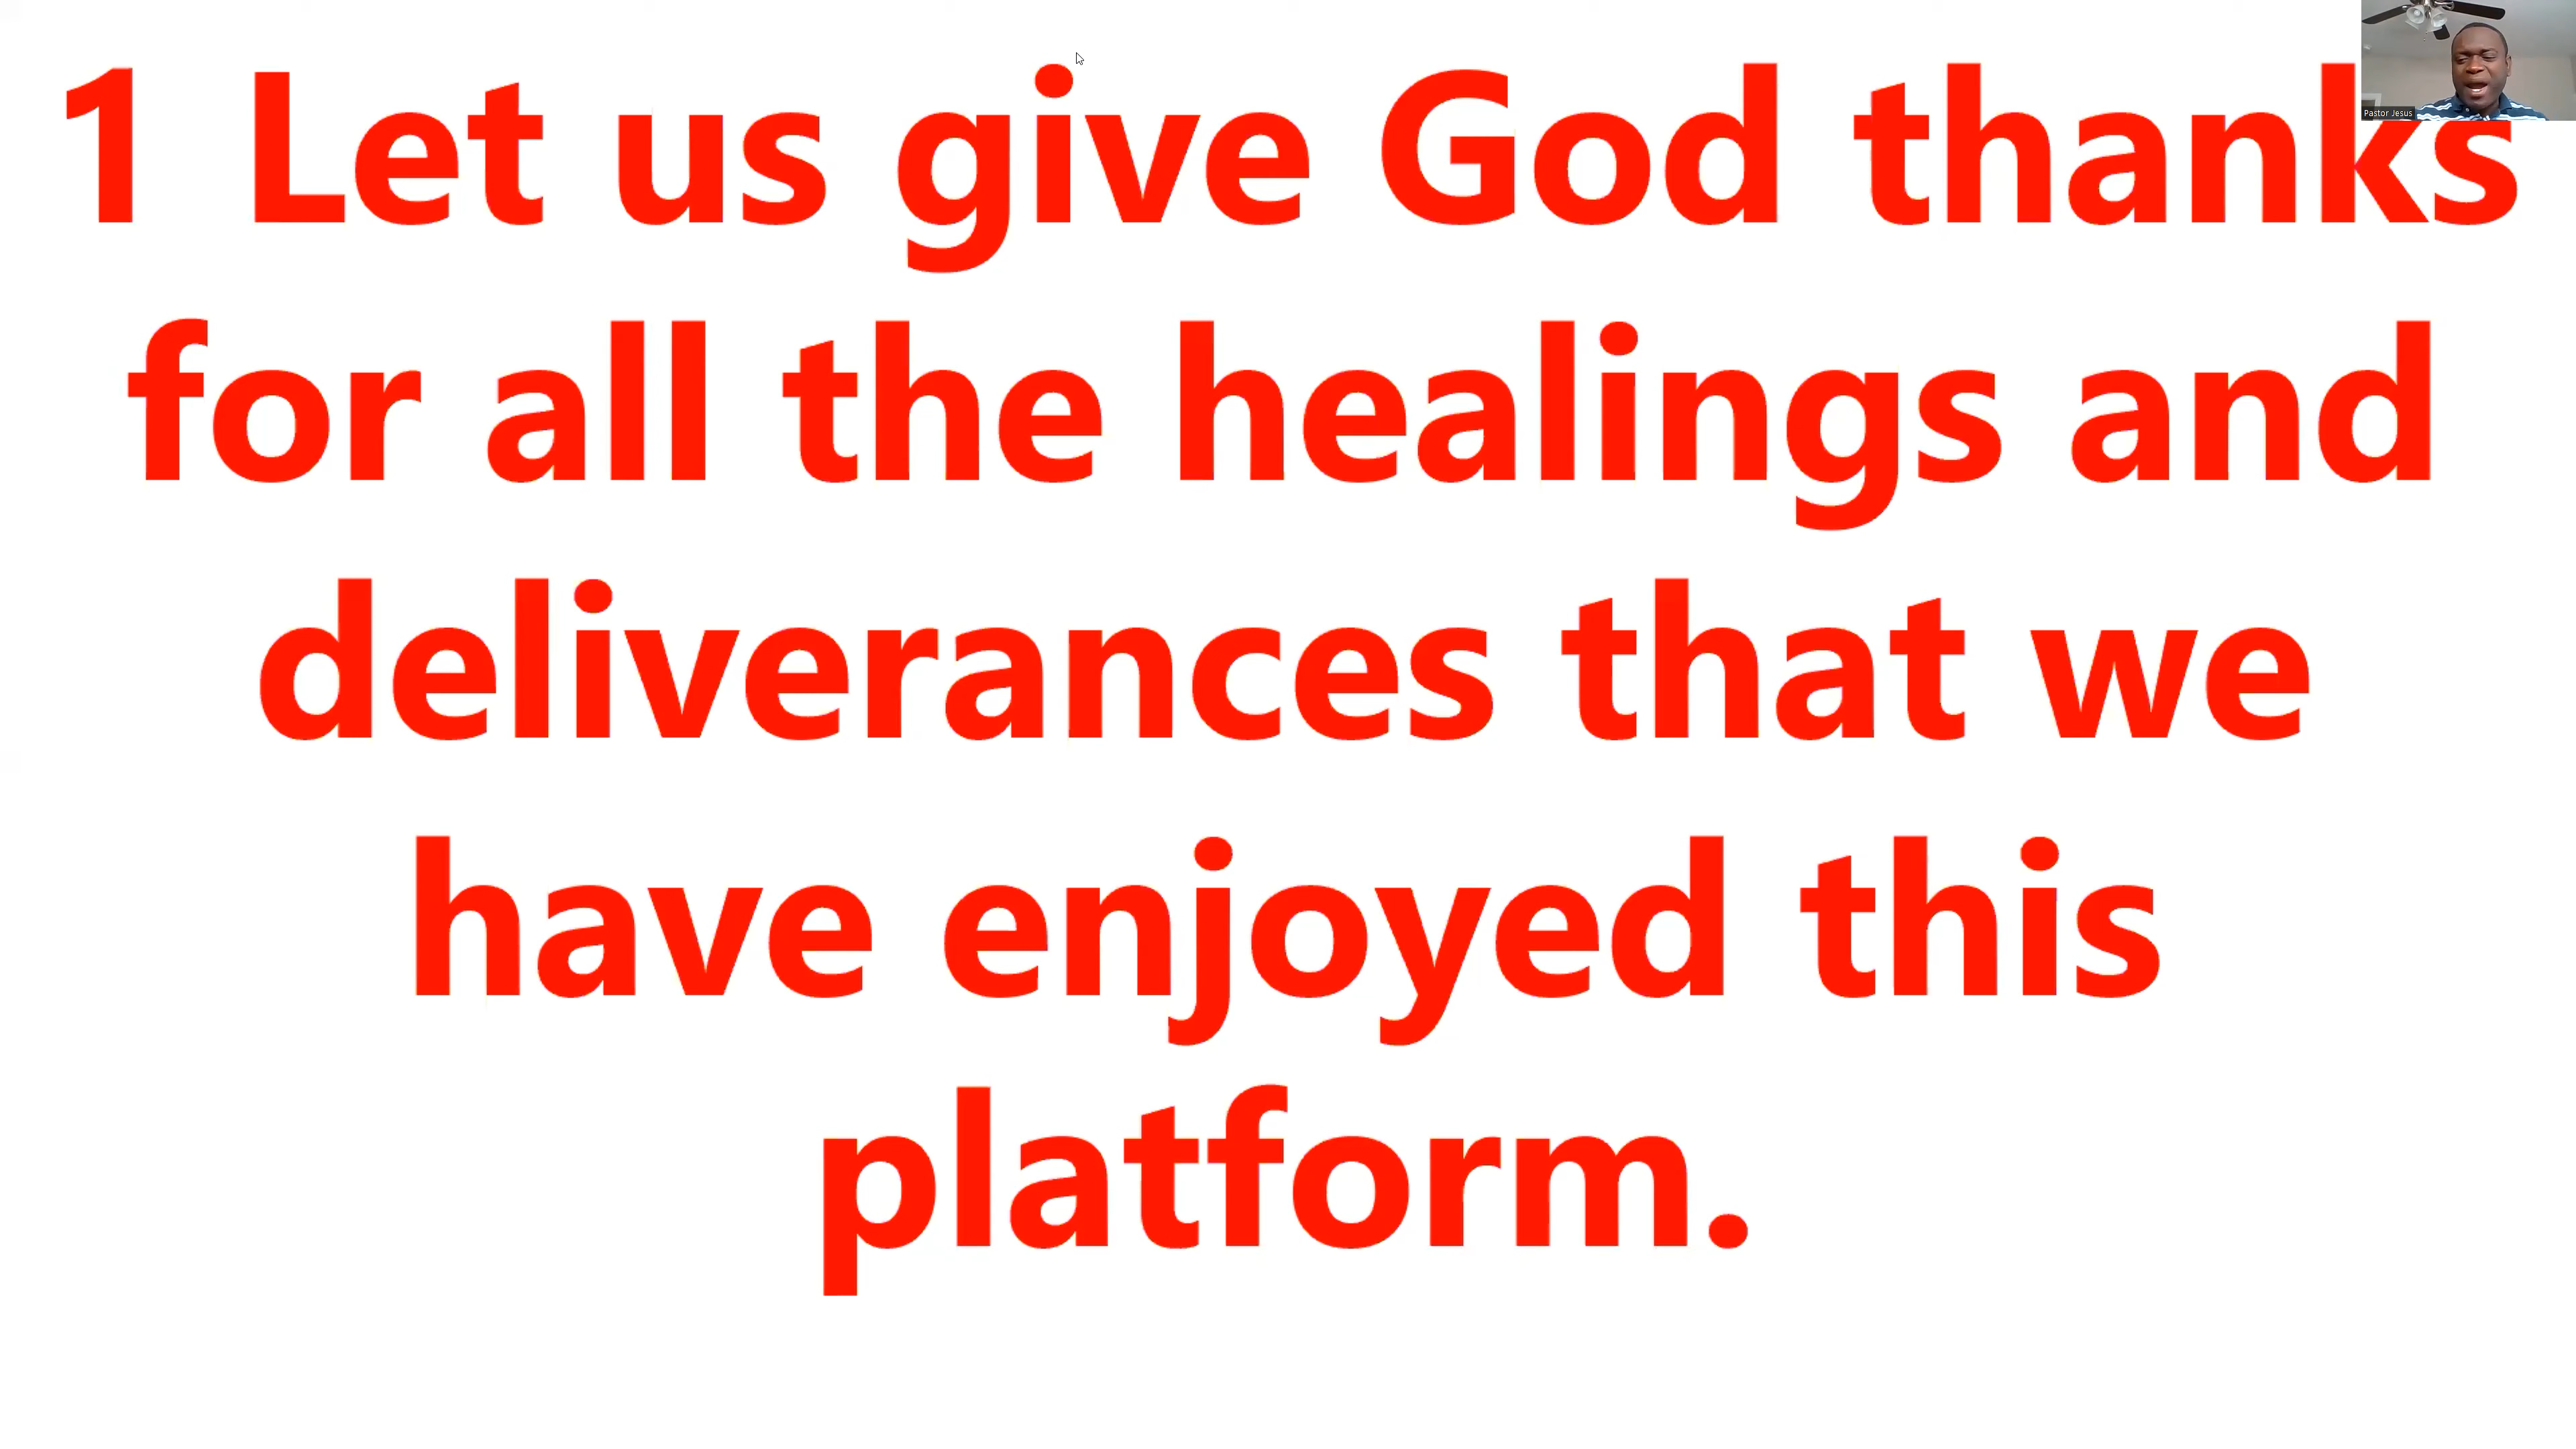 1 Let us give God thanks
for all the healings and
deliverances that we
have enjoyed this
platform.
Pastor Jesus